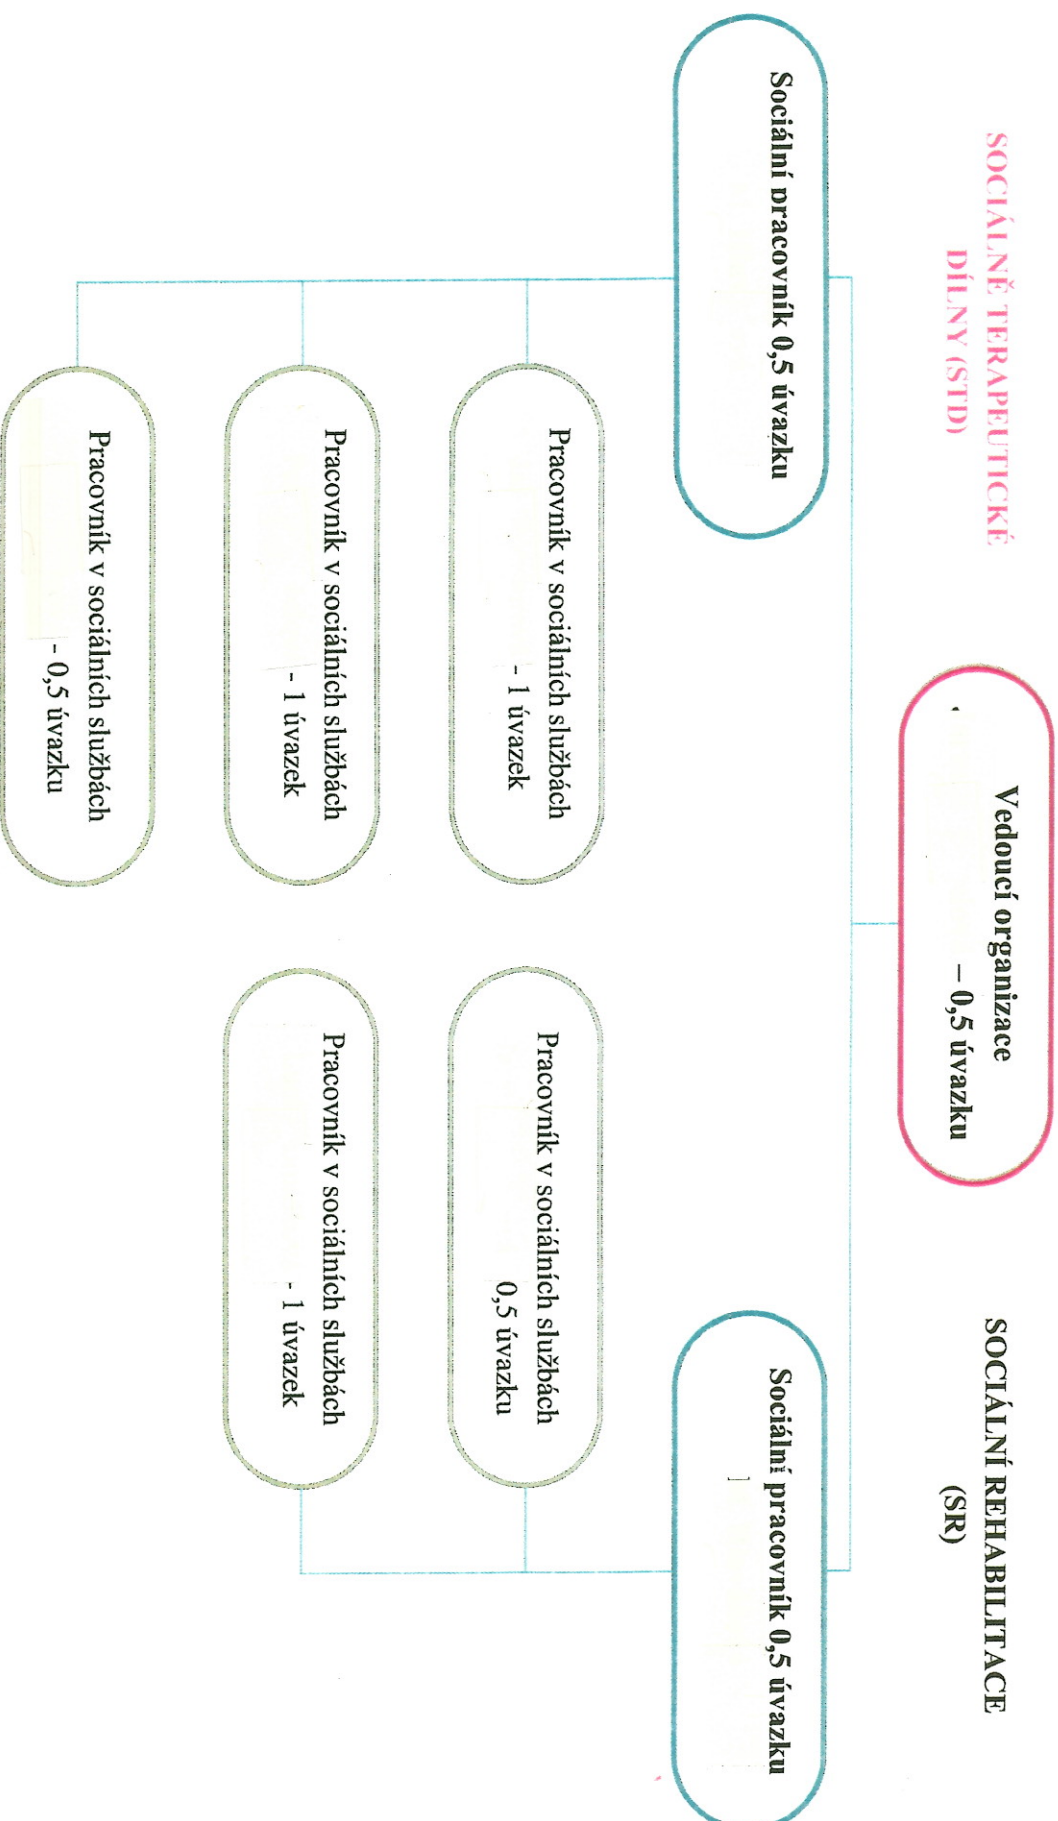 SOCIÁLNĚ TERAPEUTICKÉ
DÍLNY (STD)
SOCIÁLNÍ REHABILITACE
(SR)
Vedoucí organizace
– 0,5 úvazku
Sociální pracovník 0,5 úvazku
Sociální pracovník 0,5 úvazku
Pracovník v sociálních službách
- 1 úvazek
Pracovník v sociálních službách
- 1 úvazek
Pracovník v sociálních službách
- 0,5 úvazku
Pracovník v sociálních službách
0,5 úvazku
Pracovník v sociálních službách
- 1 úvazek